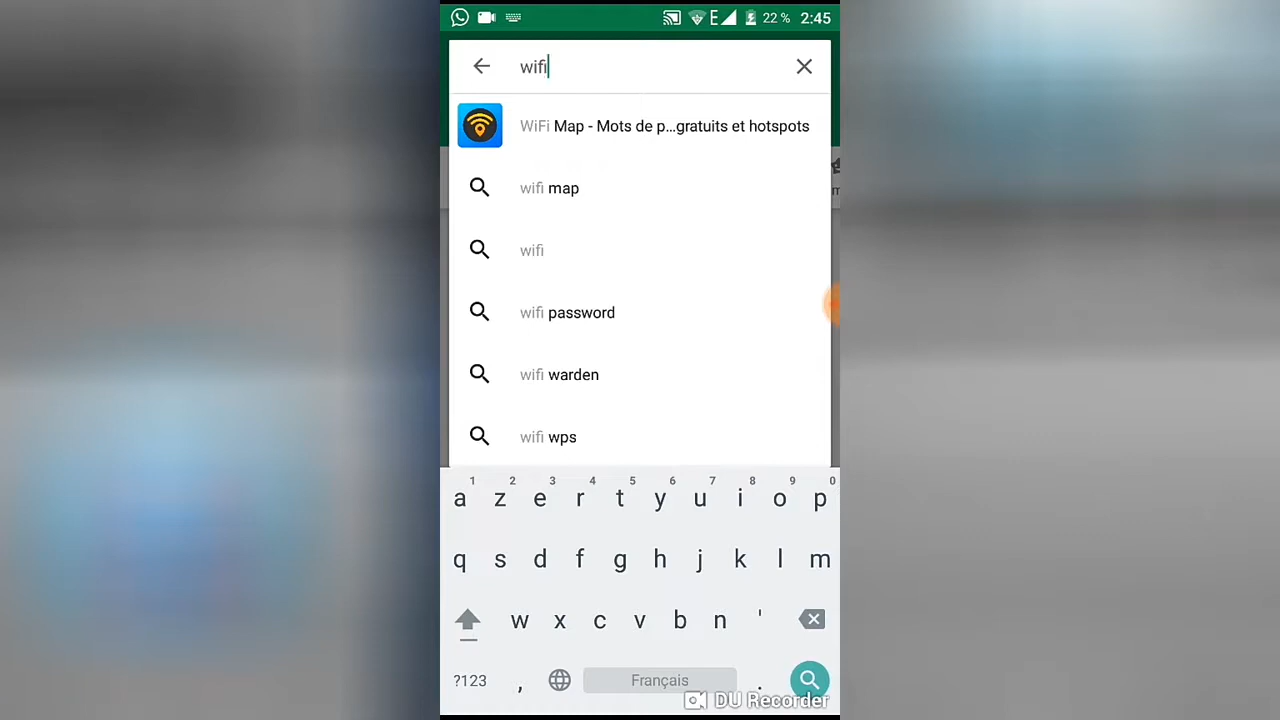 E 22 % 2:45
wifi
WiFi Map - Mots de p...gratuits et hotspots
wifi map
wifi
wifi password
wifi warden
wifi wps
1 2 3 4 5 6 7 8 9 0
a z e r t y u i o p
q s d f g h j k l m
w x c v b n '
?123 , Français .
DU Recorder